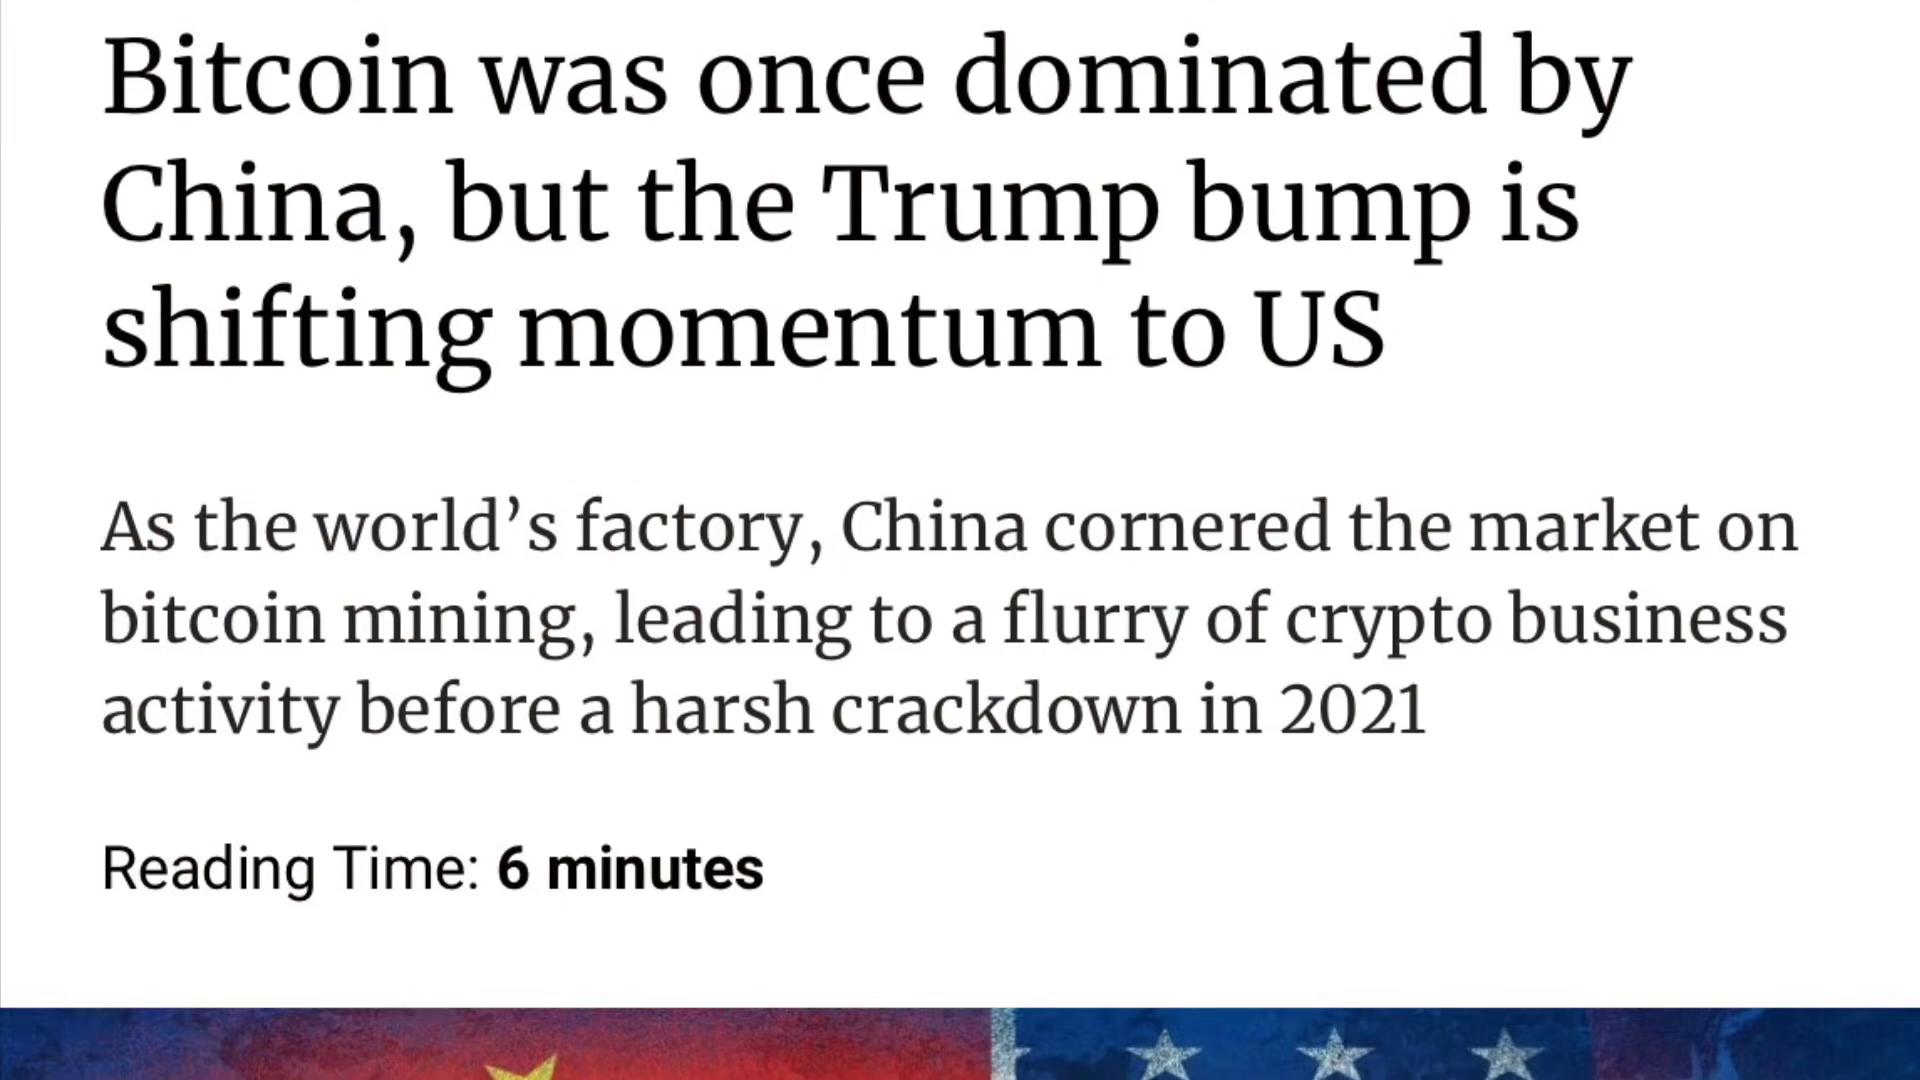 Bitcoin was once dominated by
China, but the Trump bump is
shifting momentum to US
As the world’s factory, China cornered the market on
bitcoin mining, leading to a flurry of crypto business
activity before a harsh crackdown in 2021
Reading Time: 6 minutes